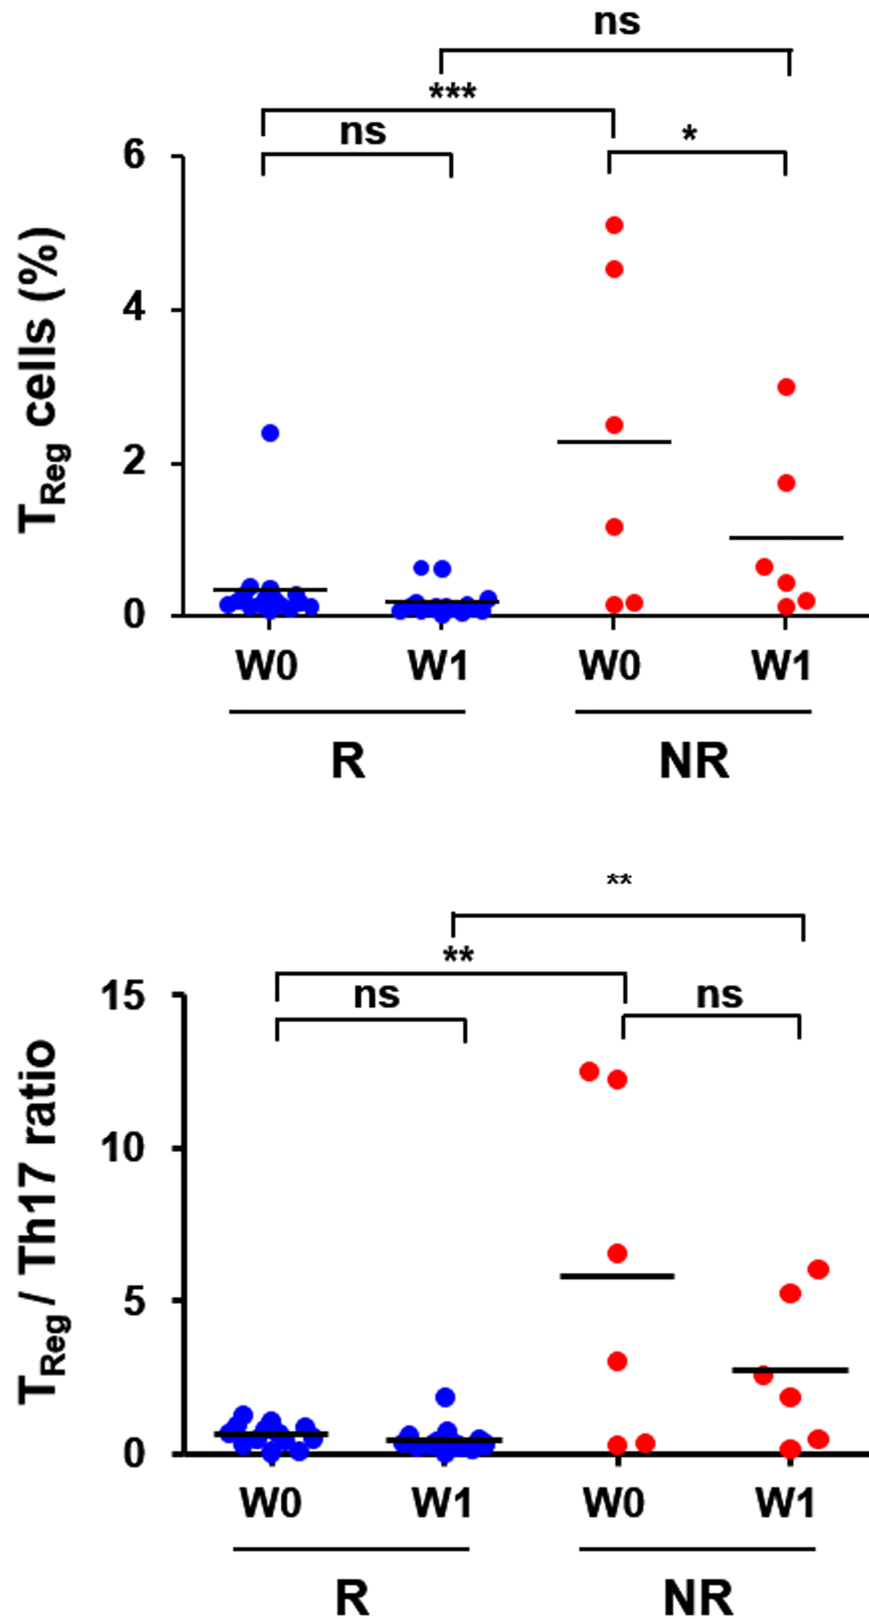 ns
***
ns
*
6
4
2
0
TReg cells (%)
W0 W1 W0 W1
R NR
**
**
ns ns
15
10
5
0
TReg / Th17 ratio
W0 W1 W0 W1
R NR